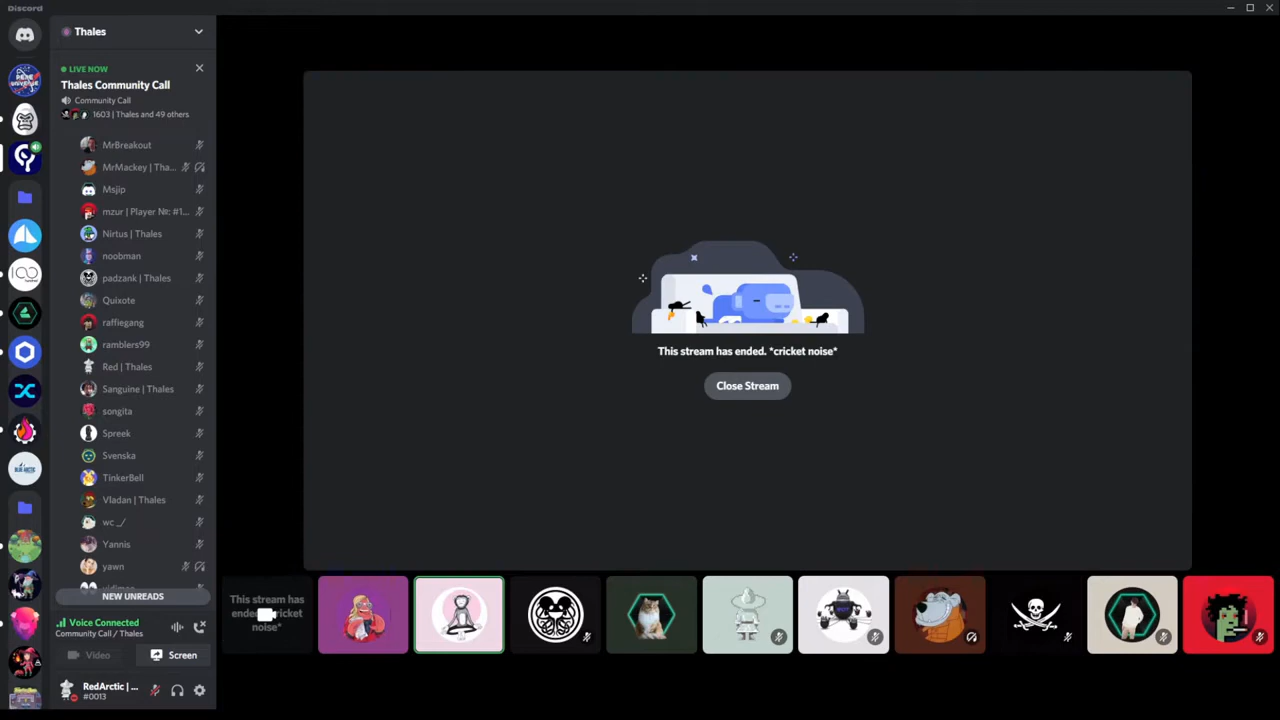 Discord
Thales
LIVE NOW
Thales Community Call
Community Call
1603 | Thales and 49 others
MrBreakout
MrMackey | Tha...
Msjip
mzur | Player №: #1...
Nirtus | Thales
noobman
padzank | Thales
Quixote
raffiegang
ramblers99
Red | Thales
Sanguine | Thales
songita
Spreek
Svenska
TinkerBell
Vladan | Thales
wc _/
Yannis
yawn
NEW UNREADS
Voice Connected
Community Call / Thales
Video
Screen
RedArctic | ...
#0013
This stream has ended. *cricket noise*
Close Stream
This stream has
ended. *cricket
noise*